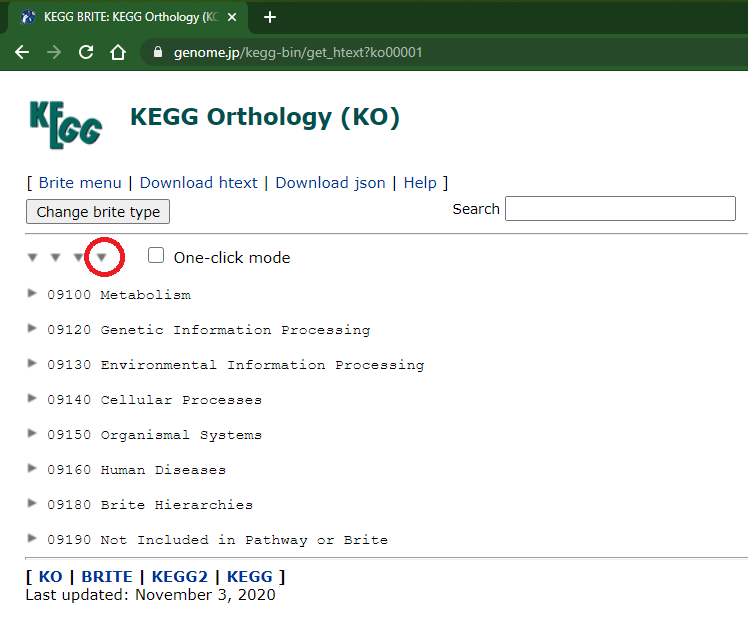 KEGG BRITE: KEGG Orthology (KO
genome.jp/kegg-bin/get_htext?ko00001
KEGG
KEGG Orthology (KO)
[ Brite menu | Download htext | Download json | Help ]
Change brite type
Search
One-click mode
09100 Metabolism
09120 Genetic Information Processing
09130 Environmental Information Processing
09140 Cellular Processes
09150 Organismal Systems
09160 Human Diseases
09180 Brite Hierarchies
09190 Not Included in Pathway or Brite
[ KO | BRITE | KEGG2 | KEGG ]
Last updated: November 3, 2020